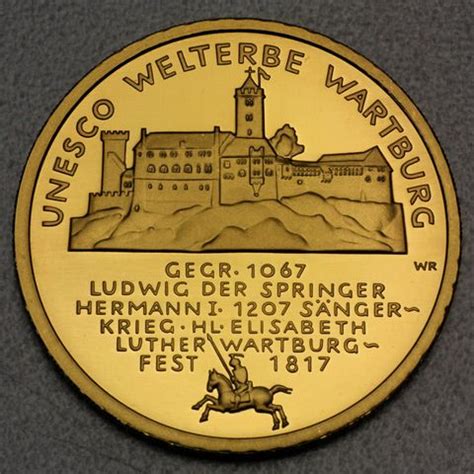 UNESCO WELTERBE WARTBURG
WR
GEGR · 1067
LUDWIG DER SPRINGER
HERMANN I · 1207 SÄNGER~
KRIEG · HL · ELISABETH
LUTHER WARTBURG~
FEST 1817